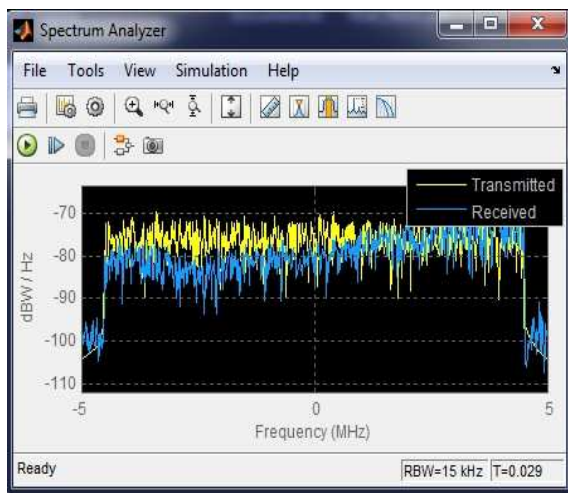 Spectrum Analyzer
File Tools View Simulation Help
Transmitted
Received
-70
-80
-90
-100
-110
dBW / Hz
-5 0 5
Frequency (MHz)
Ready RBW=15 kHz T=0.029